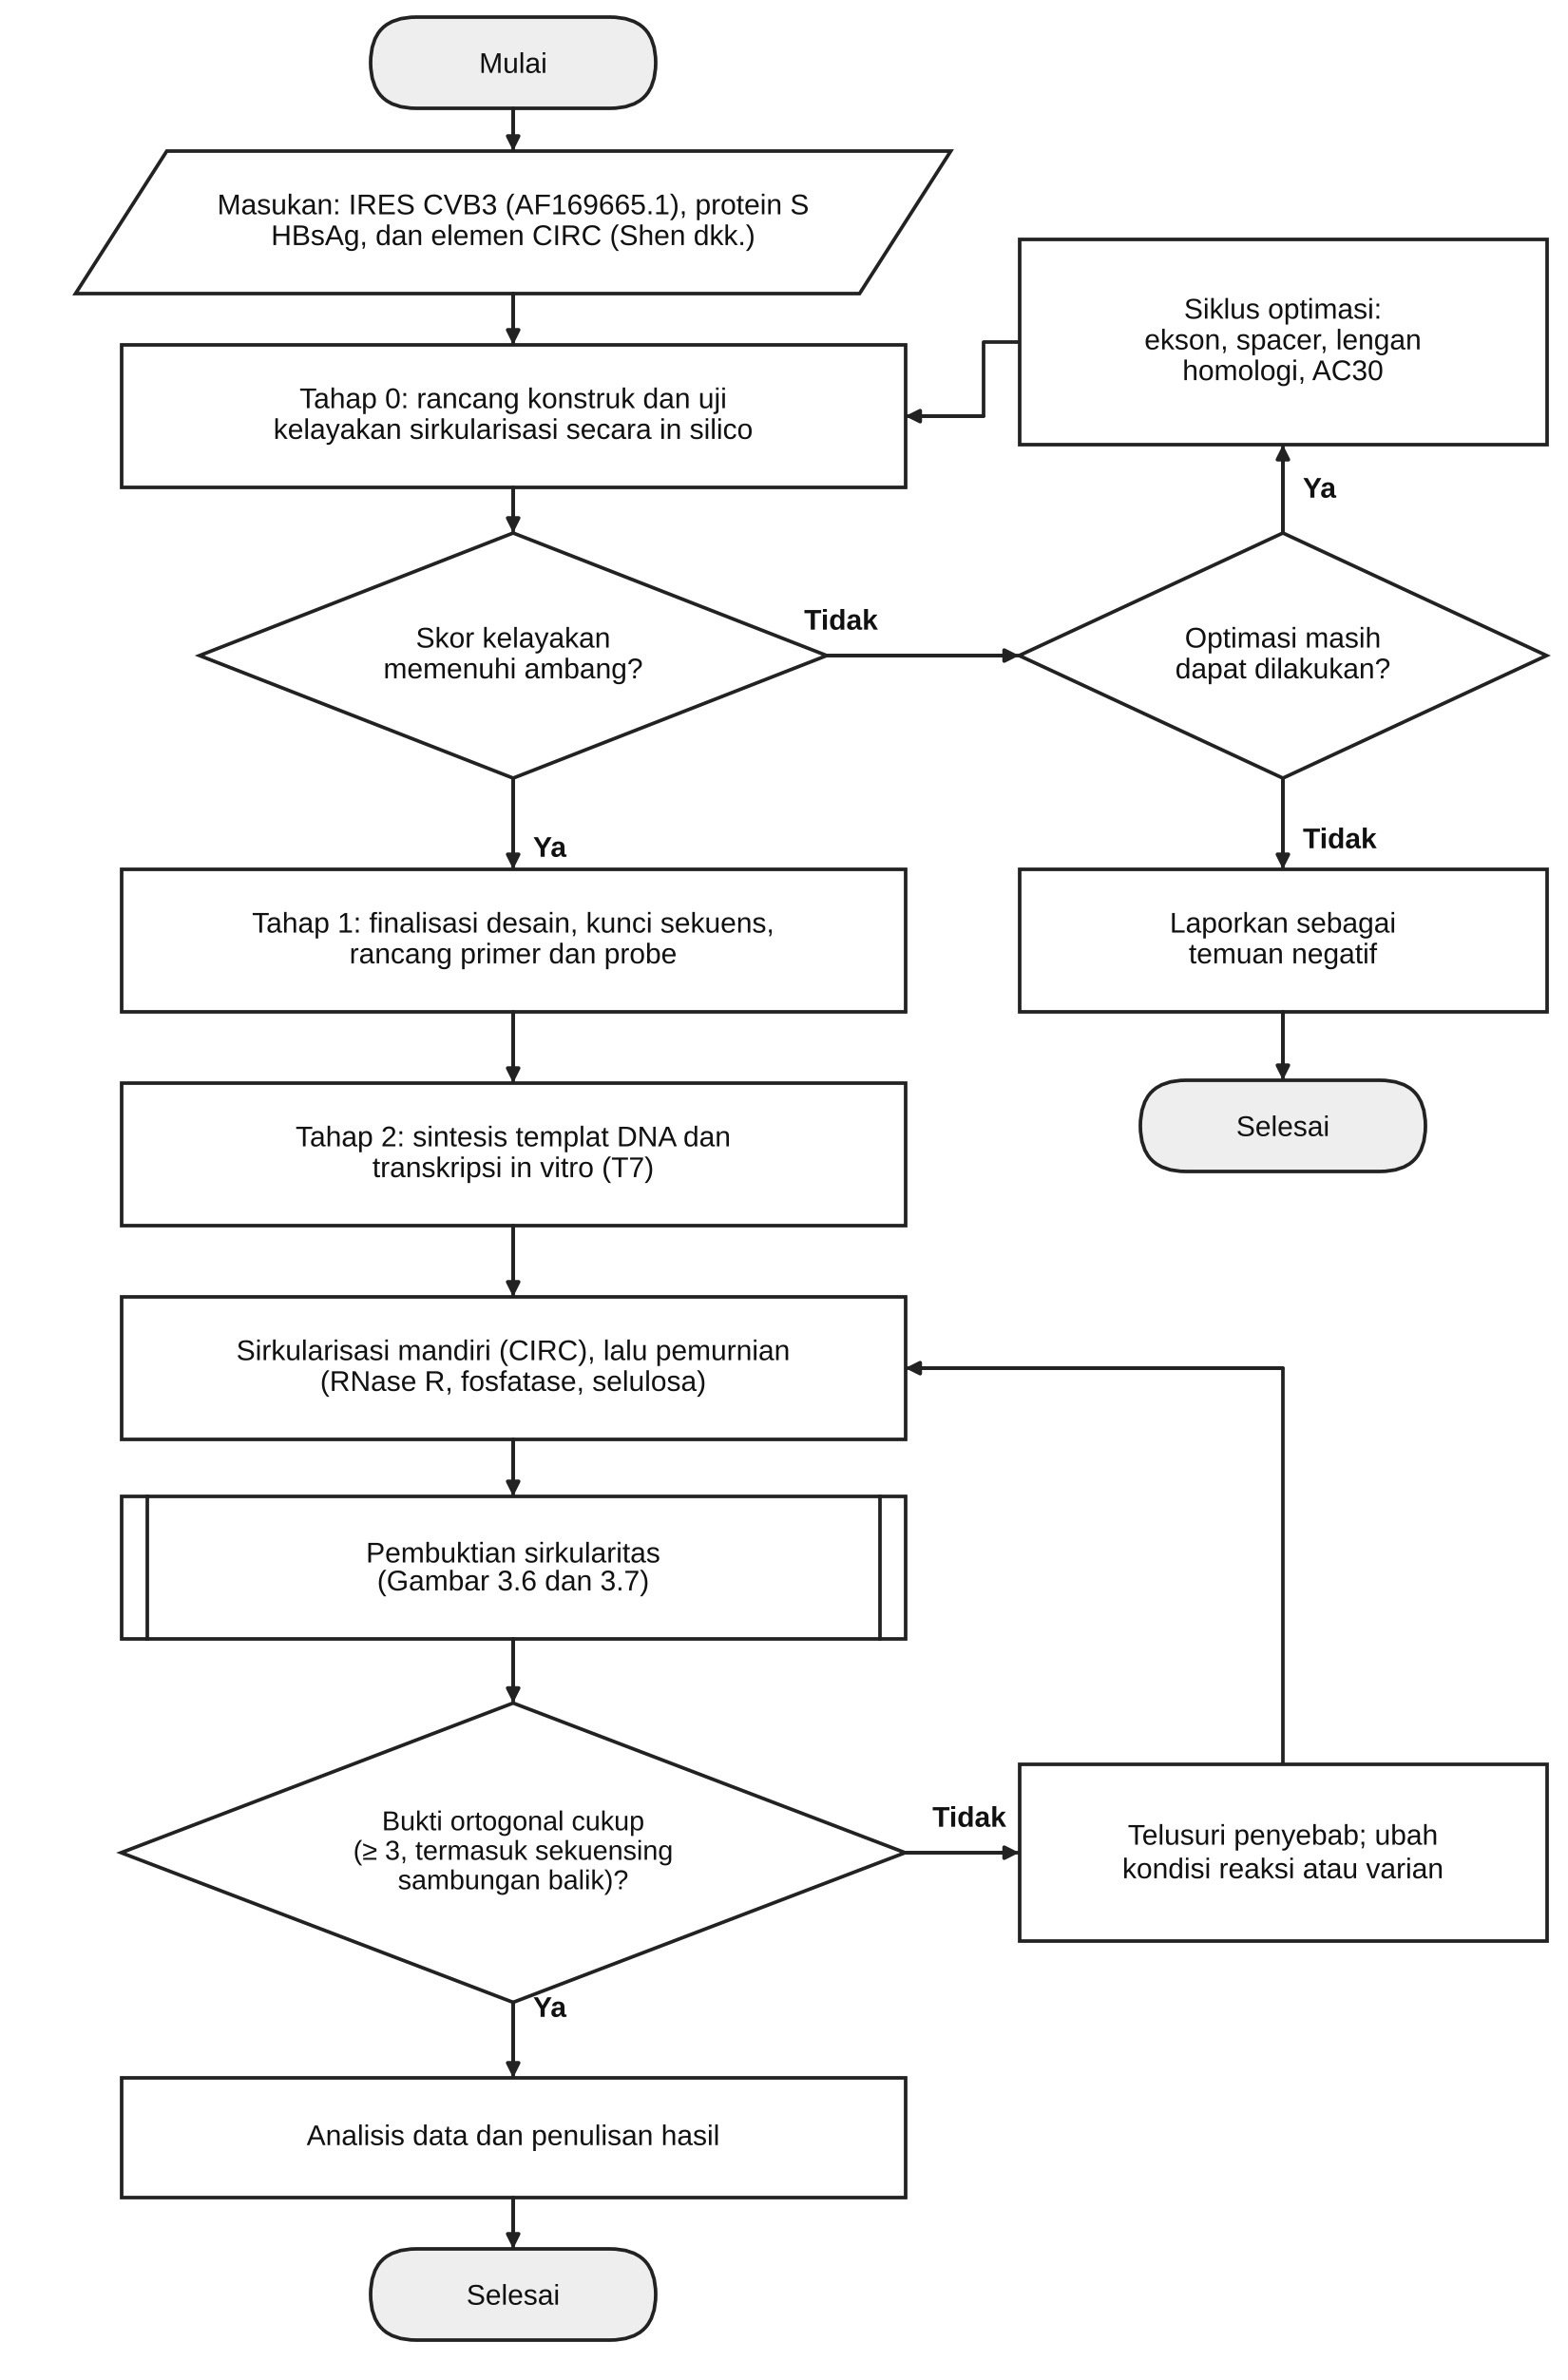 Mulai
Masukan: IRES CVB3 (AF169665.1), protein S
HBsAg, dan elemen CIRC (Shen dkk.)
Siklus optimasi:
ekson, spacer, lengan
homologi, AC30
Tahap 0: rancang konstruk dan uji
kelayakan sirkularisasi secara in silico
Ya
Tidak
Skor kelayakan
memenuhi ambang?
Optimasi masih
dapat dilakukan?
Ya
Tidak
Tahap 1: finalisasi desain, kunci sekuens,
rancang primer dan probe
Laporkan sebagai
temuan negatif
Tahap 2: sintesis templat DNA dan
transkripsi in vitro (T7)
Selesai
Sirkularisasi mandiri (CIRC), lalu pemurnian
(RNase R, fosfatase, selulosa)
Pembuktian sirkularitas
(Gambar 3.6 dan 3.7)
Bukti ortogonal cukup
(≥ 3, termasuk sekuensing
sambungan balik)?
Tidak
Telusuri penyebab; ubah
kondisi reaksi atau varian
Ya
Analisis data dan penulisan hasil
Selesai